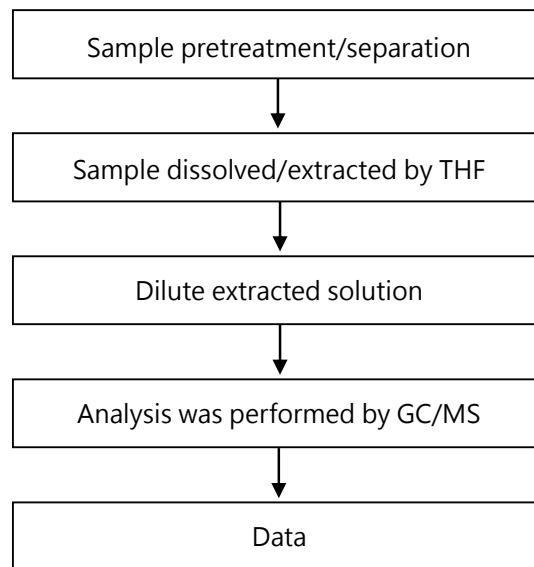 Sample pretreatment/separation
Sample dissolved/extracted by THF
Dilute extracted solution
Analysis was performed by GC/MS
Data